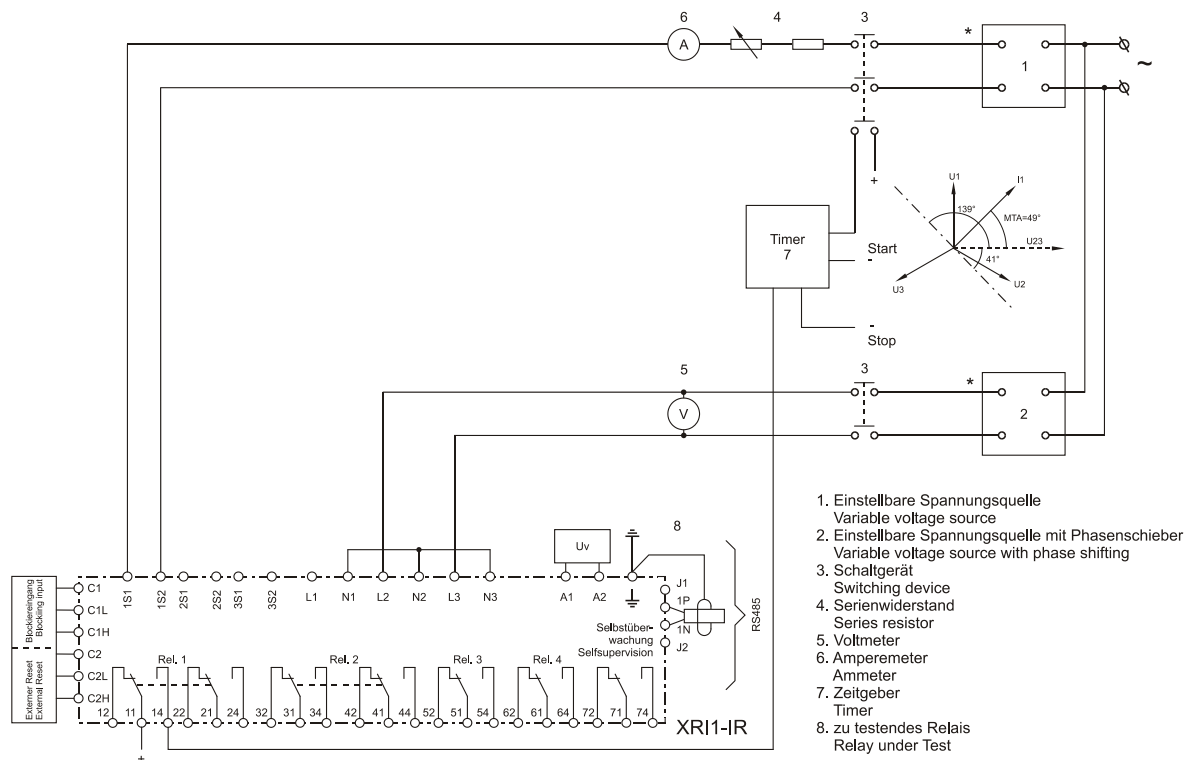 6
4
3
A
*
1
~
+
U1
I1
139°
MTA=49°
U23
41°
U3
U2
Timer
7
-
Start
-
Stop
5
3
V
*
2
1. Einstellbare Spannungsquelle
Variable voltage source
2. Einstellbare Spannungsquelle mit Phasenschieber
Variable voltage source with phase shifting
3. Schaltgerät
Switching device
4. Serienwiderstand
Series resistor
5. Voltmeter
6. Amperemeter
Ammeter
7. Zeitgeber
Timer
8. zu testendes Relais
Relay under Test
Uv
8
RS485
1S1 1S2 2S1 2S2 3S1 3S2 L1 N1 L2 N2 L3 N3 A1 A2
J1
1P
1N
J2
Selbstüber-
wachung
Selfsupervision
Blockiereingang
Blockiing input
C1
C1L
C1H
Externer Reset
External Reset
C2
C2L
C2H
Rel. 1 Rel. 2 Rel. 3 Rel. 4
12 11 14 22 21 24 32 31 34 42 41 44 52 51 54 62 61 64 72 71 74
XRI1-IR
+